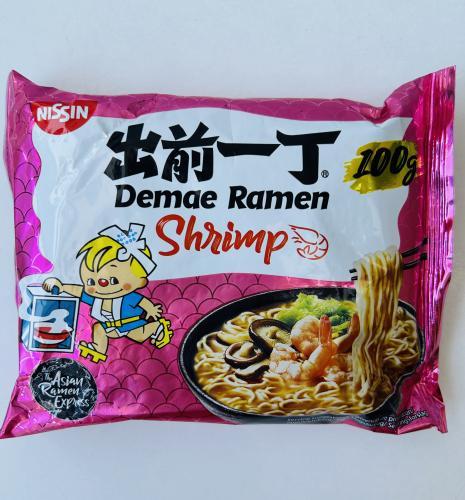 NISSIN
出前一丁®
100g
Demae Ramen
Shrimp
The
Asian
Ramen
Express